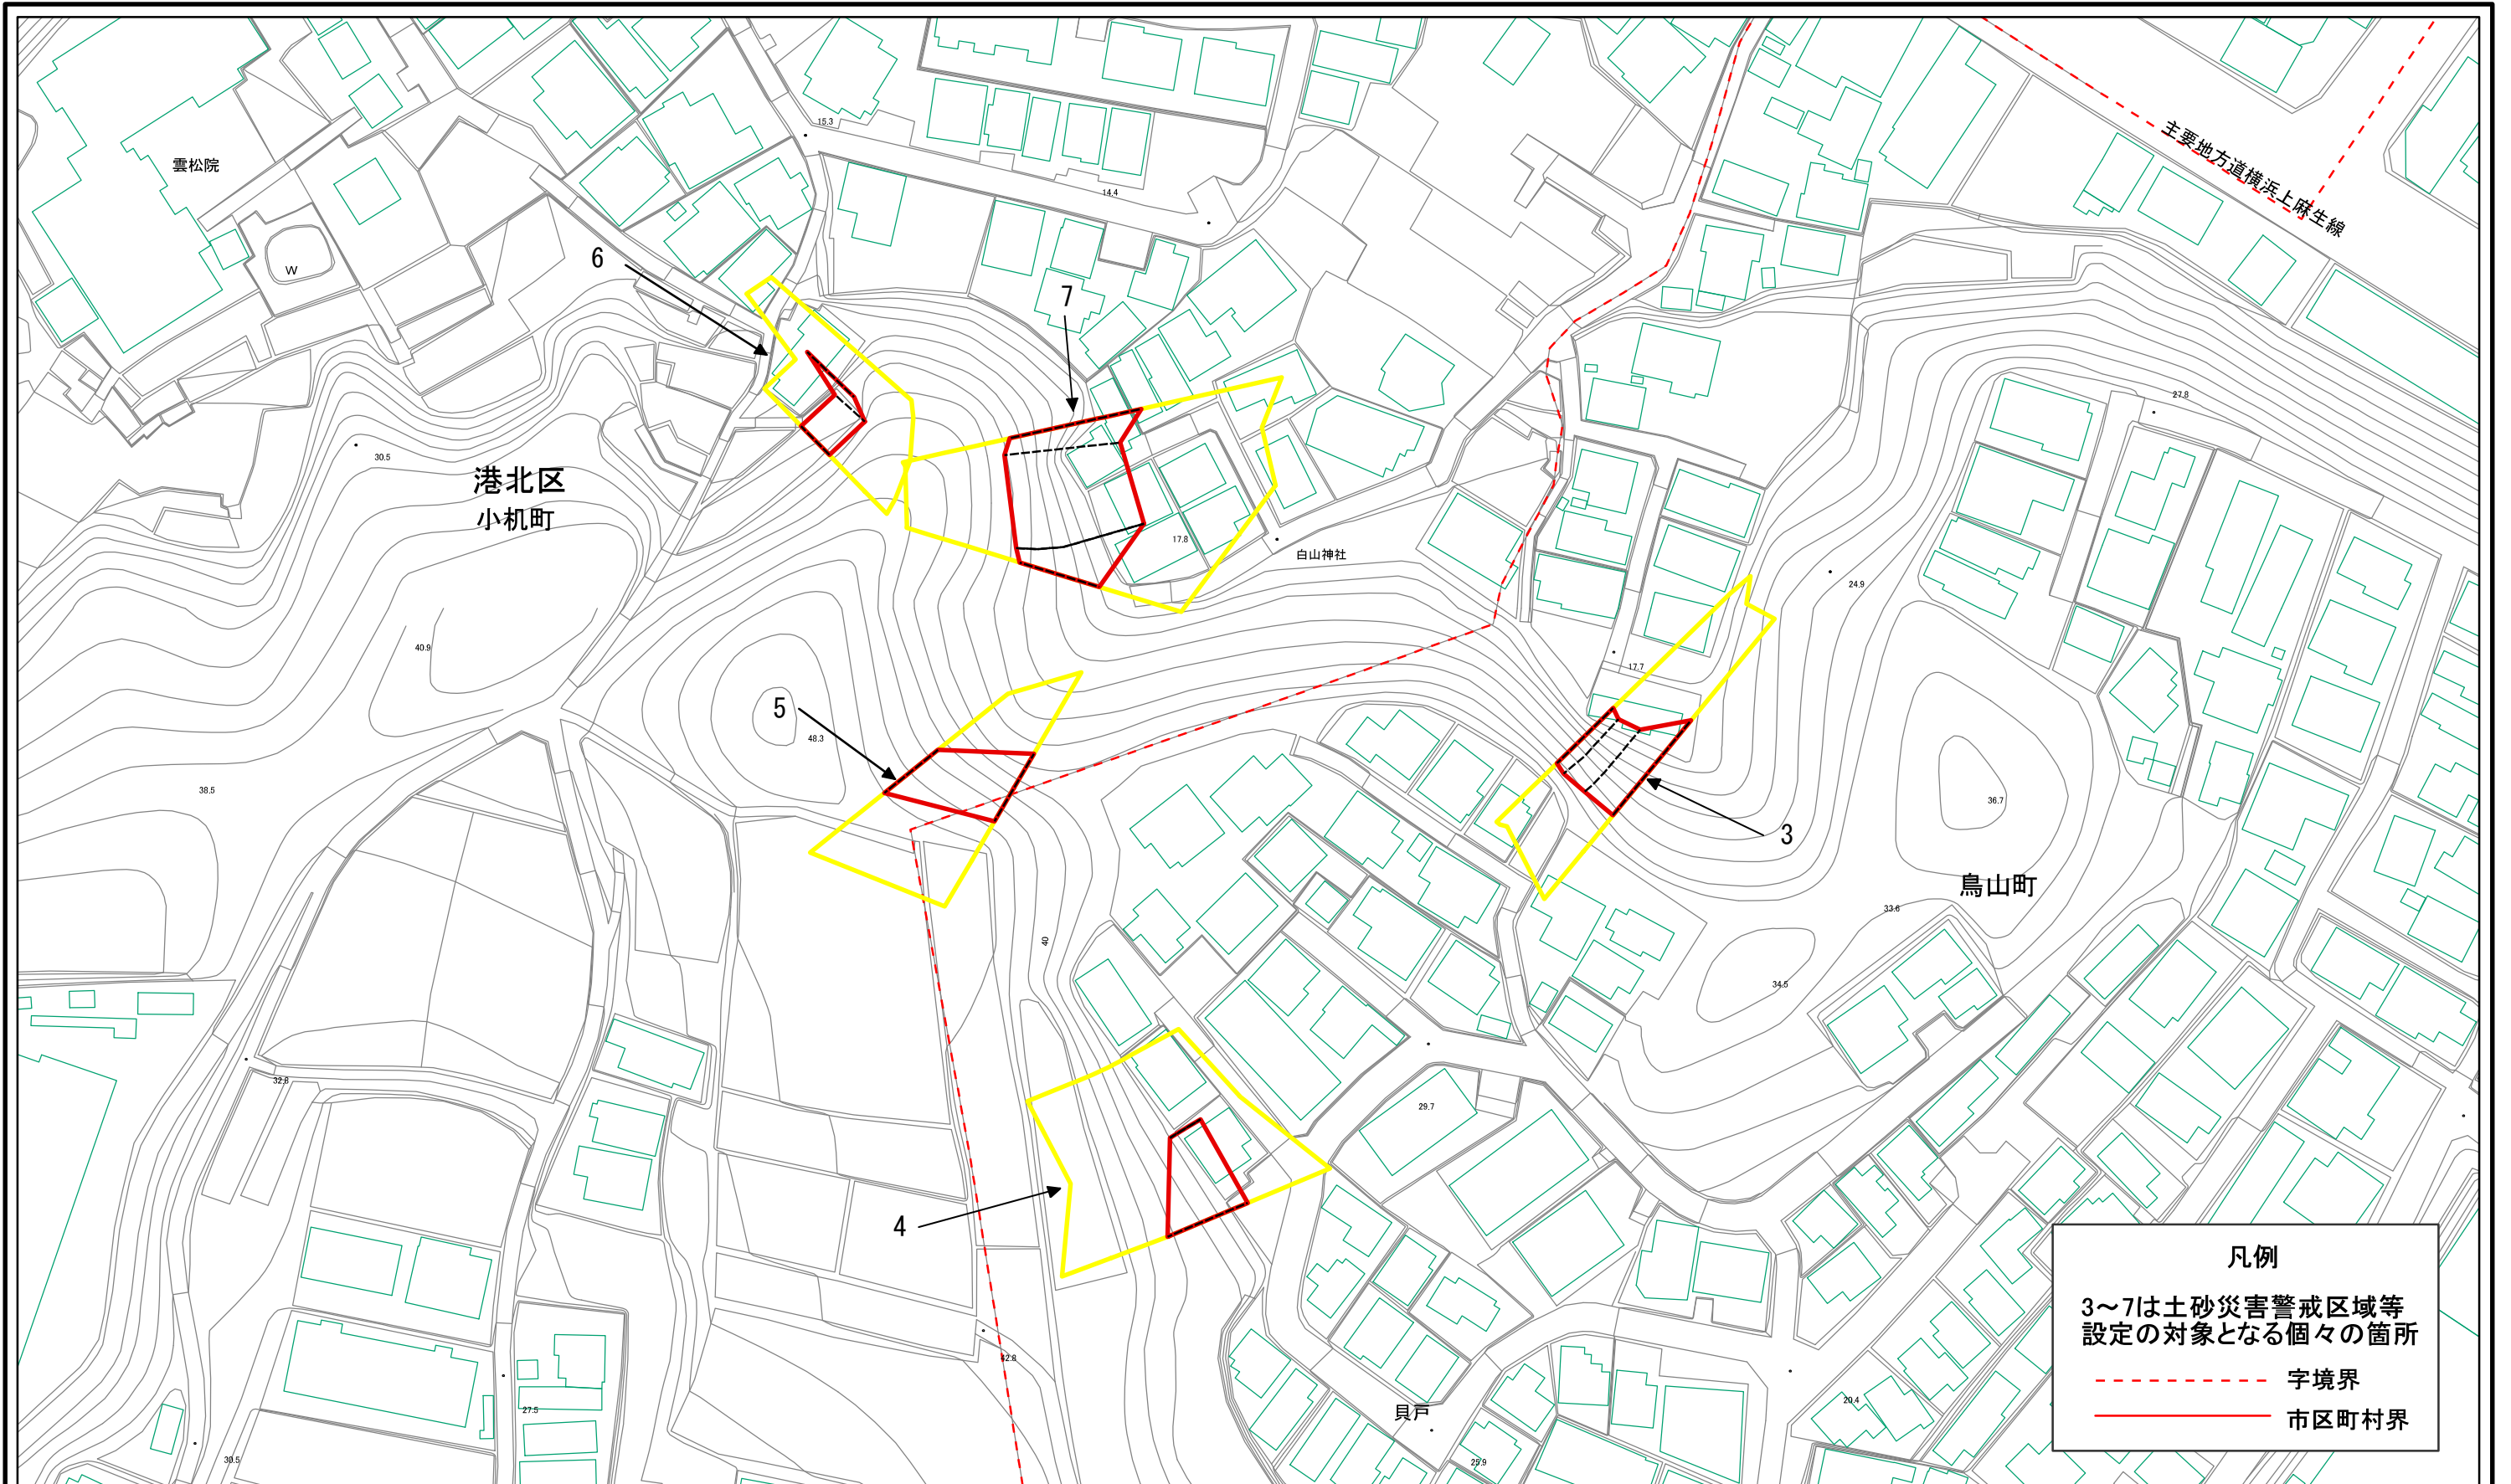 15.3
主要地方道横浜上麻生線
雲松院
14.4
6
W
7
27.8
30.5
港北区
小机町
17.8
白山神社
24.9
40.9
17.7
5
48.3
38.5
36.7
3
鳥山町
33.6
40
34.5
32.8
29.7
4
凡例
3～7は土砂災害警戒区域等
設定の対象となる個々の箇所
字境界
市区町村界
42.8
27.5
貝戸
20.4
30.5
25.9